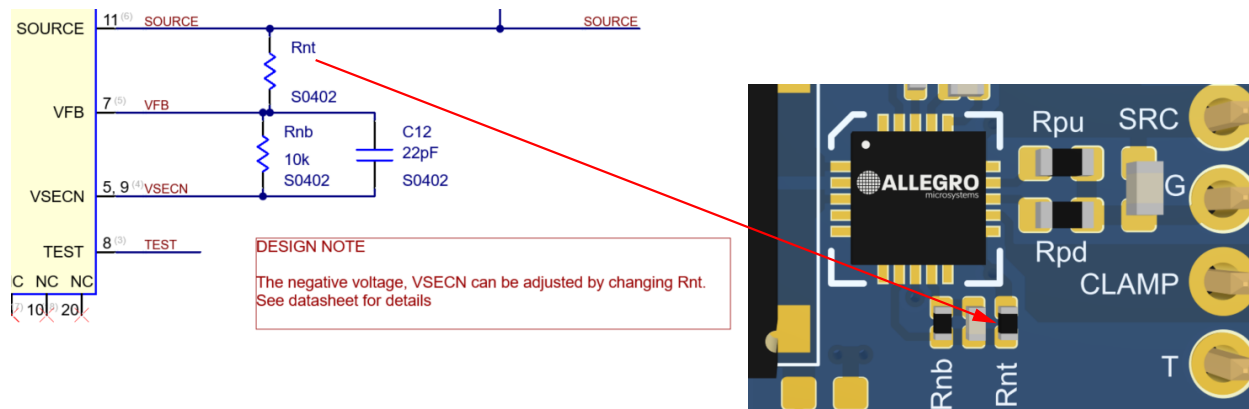 SOURCE
11 (6) SOURCE
SOURCE
Rnt
S0402
VFB
7 (5) VFB
Rnb
10k
S0402
C12
22pF
S0402
VSECN
5, 9 (4) VSECN
TEST
8 (3) TEST
C NC NC
10 20
DESIGN NOTE
The negative voltage, VSECN can be adjusted by changing Rnt.
See datasheet for details
Rpu
SRC
ALLEGRO
microsystems
G
Rpd
CLAMP
T
Rnb
Rnt